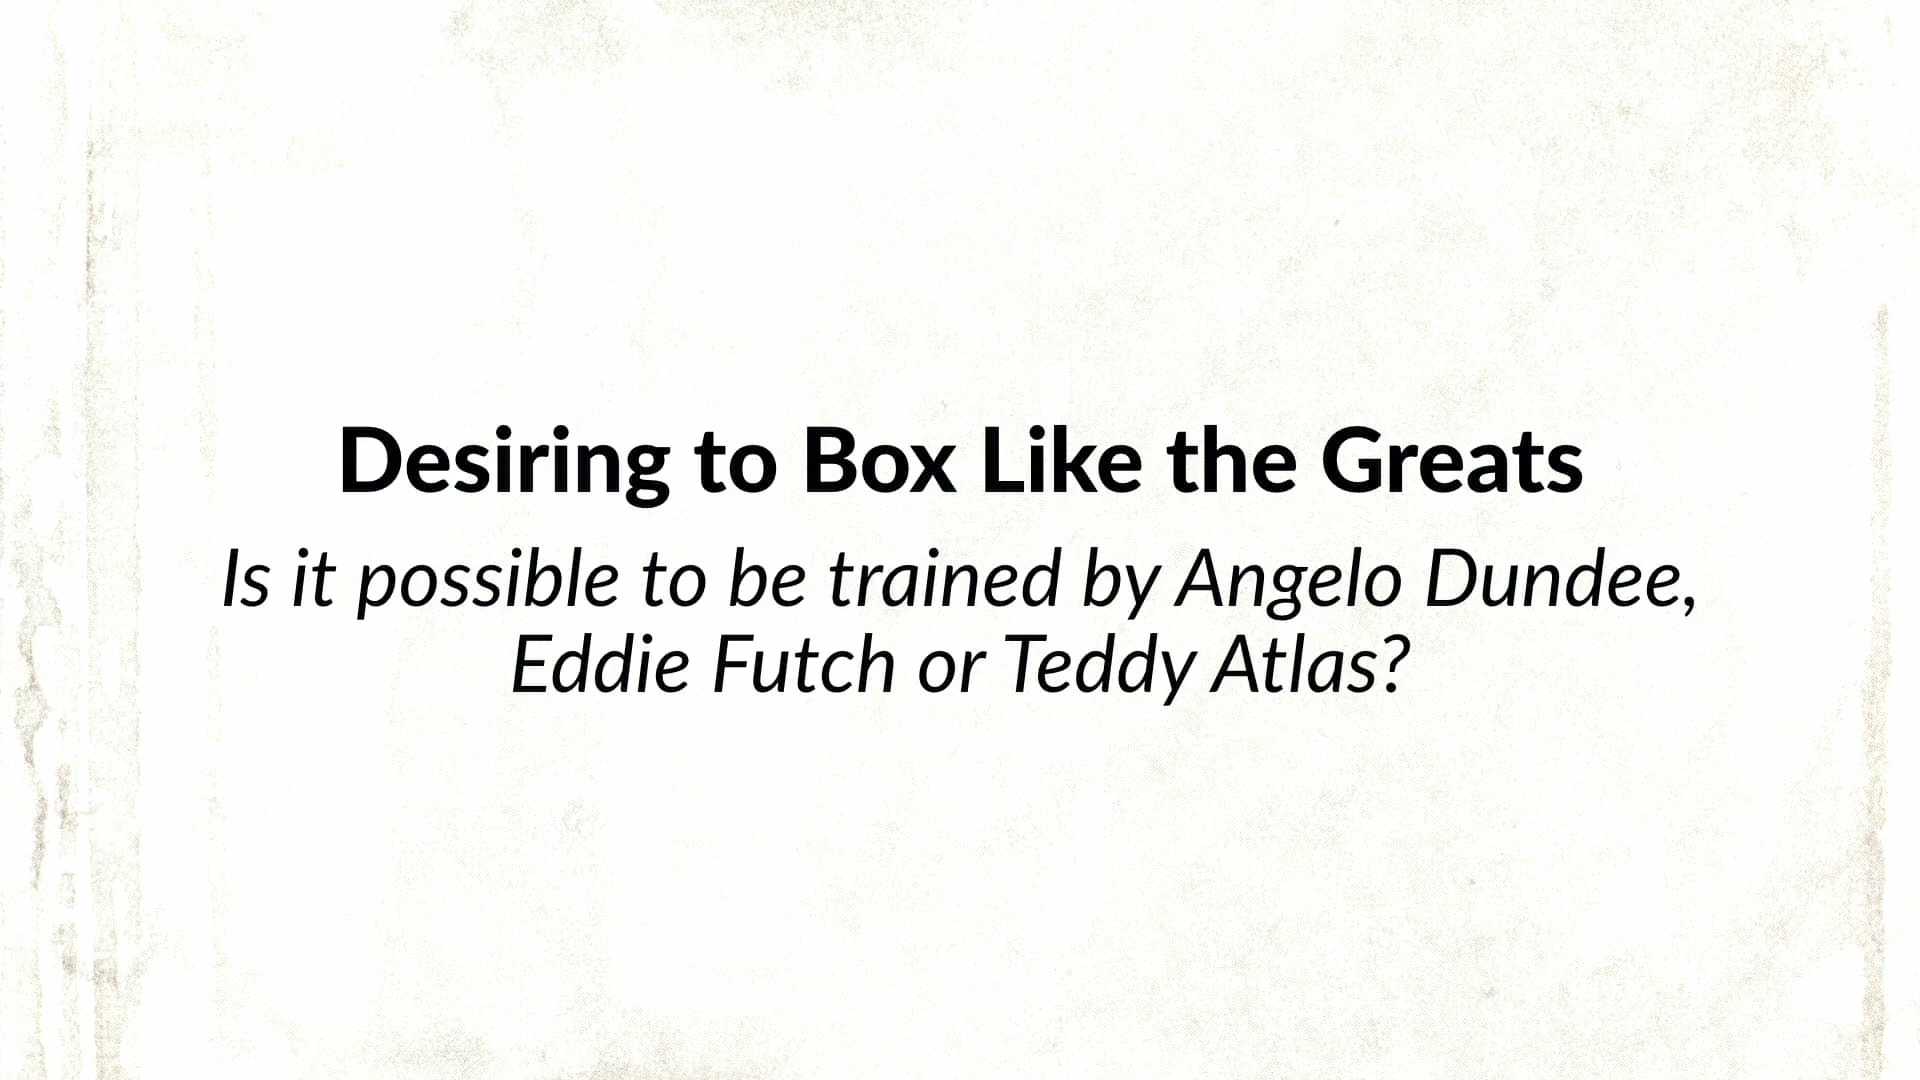 Desiring to Box Like the Greats
Is it possible to be trained by Angelo Dundee,
Eddie Futch or Teddy Atlas?